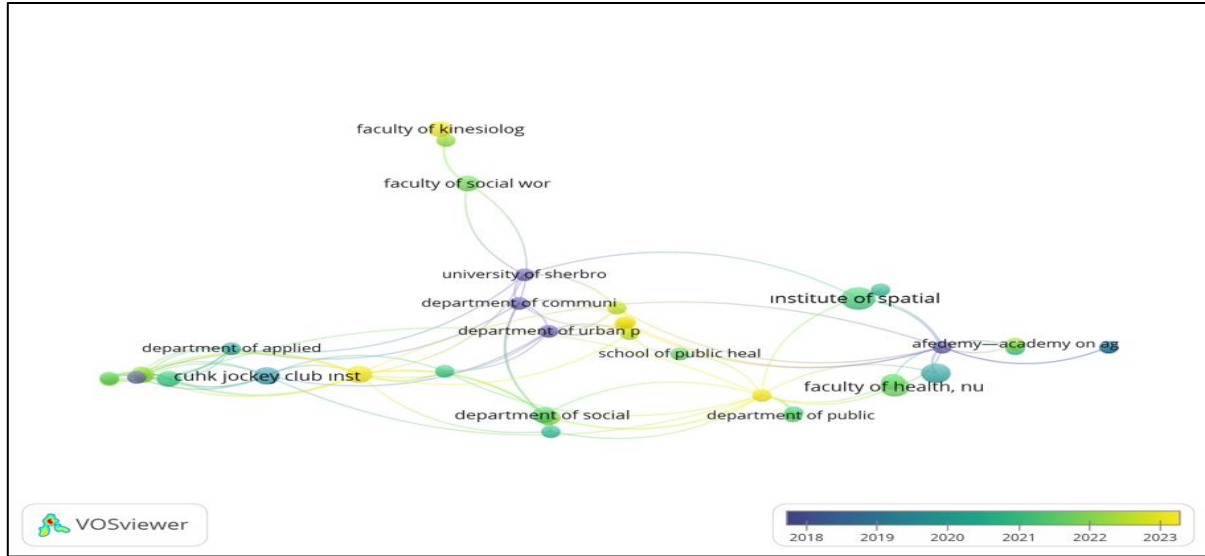 faculty of kinesiolog
faculty of social wor
university of sherbro
department of communi
ınstitute of spatial
department of urban p
afedemy—academy on ag
department of applied
school of public heal
cuhk jockey club ınst
faculty of health, nu
department of social
department of public
VOSviewer
2018 2019 2020 2021 2022 2023